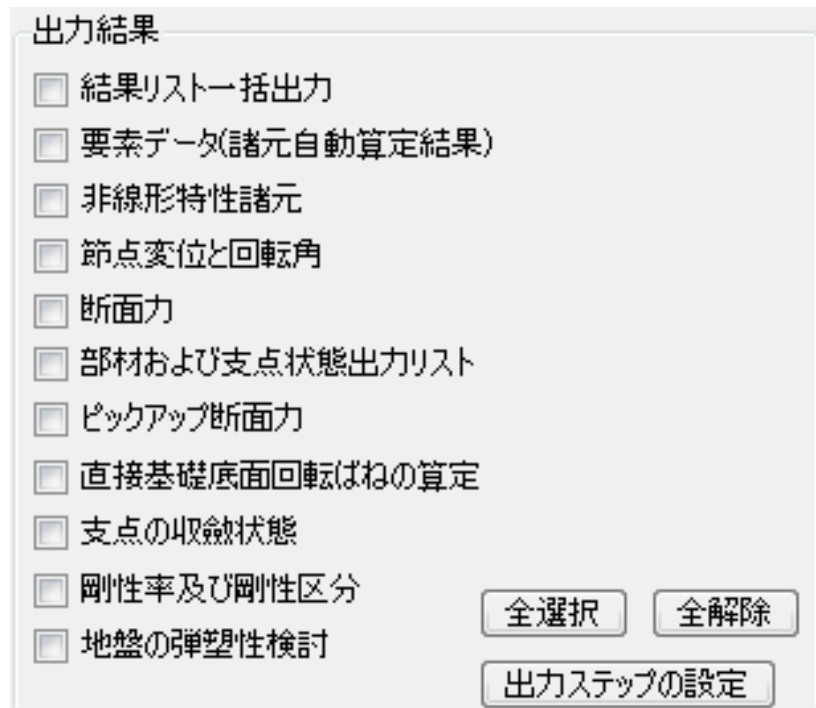 出力結果
結果リスト一括出力
要素データ(諸元自動算定結果)
非線形特性諸元
節点変位と回転角
断面力
部材および支点状態出力リスト
ピックアップ断面力
直接基礎底面回転ばねの算定
支点の収斂状態
剛性率及び剛性区分
地盤の弾塑性検討
全選択 全解除
出力ステップの設定